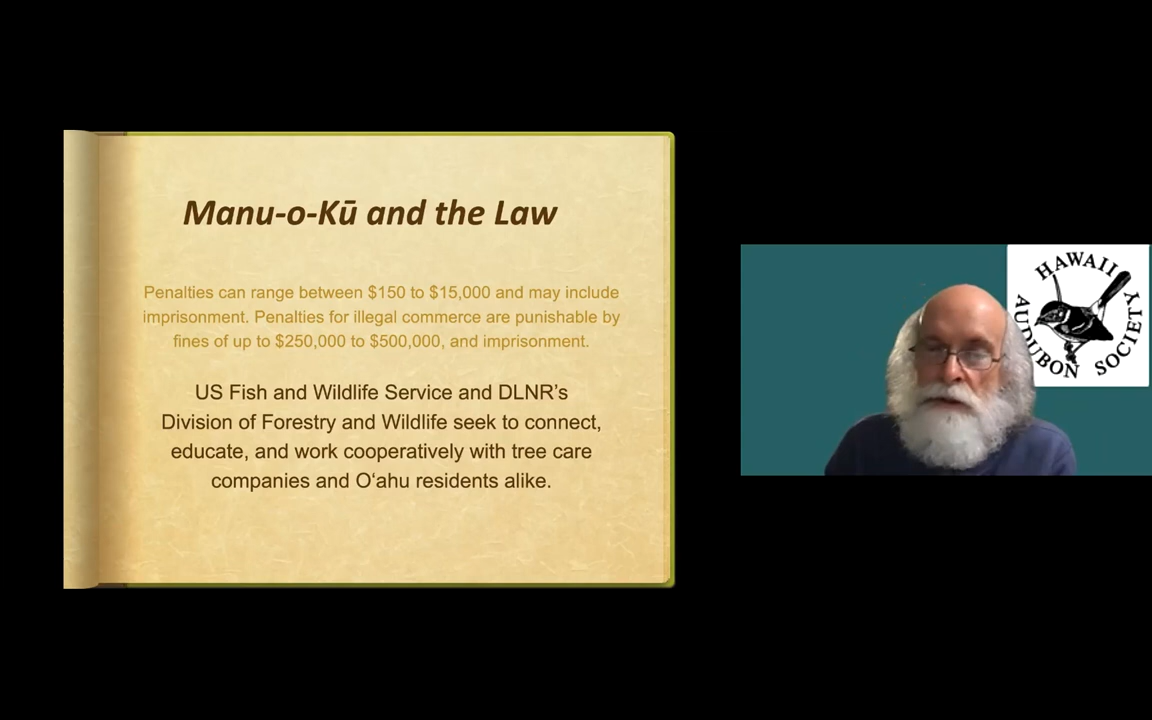 Manu-o-Kū and the Law
Penalties can range between $150 to $15,000 and may include
imprisonment. Penalties for illegal commerce are punishable by
fines of up to $250,000 to $500,000, and imprisonment.
US Fish and Wildlife Service and DLNR’s
Division of Forestry and Wildlife seek to connect,
educate, and work cooperatively with tree care
companies and Oʻahu residents alike.
HAWAII
AUDUBON SOCIETY